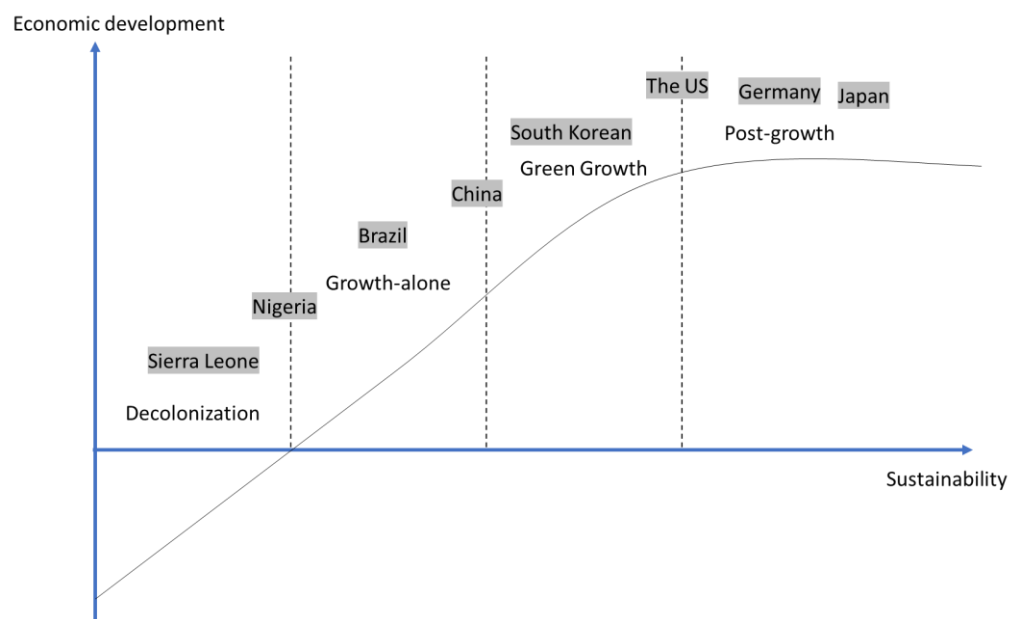 Economic development
The US
Germany
Japan
South Korean
Post-growth
Green Growth
China
Brazil
Growth-alone
Nigeria
Sierra Leone
Decolonization
Sustainability